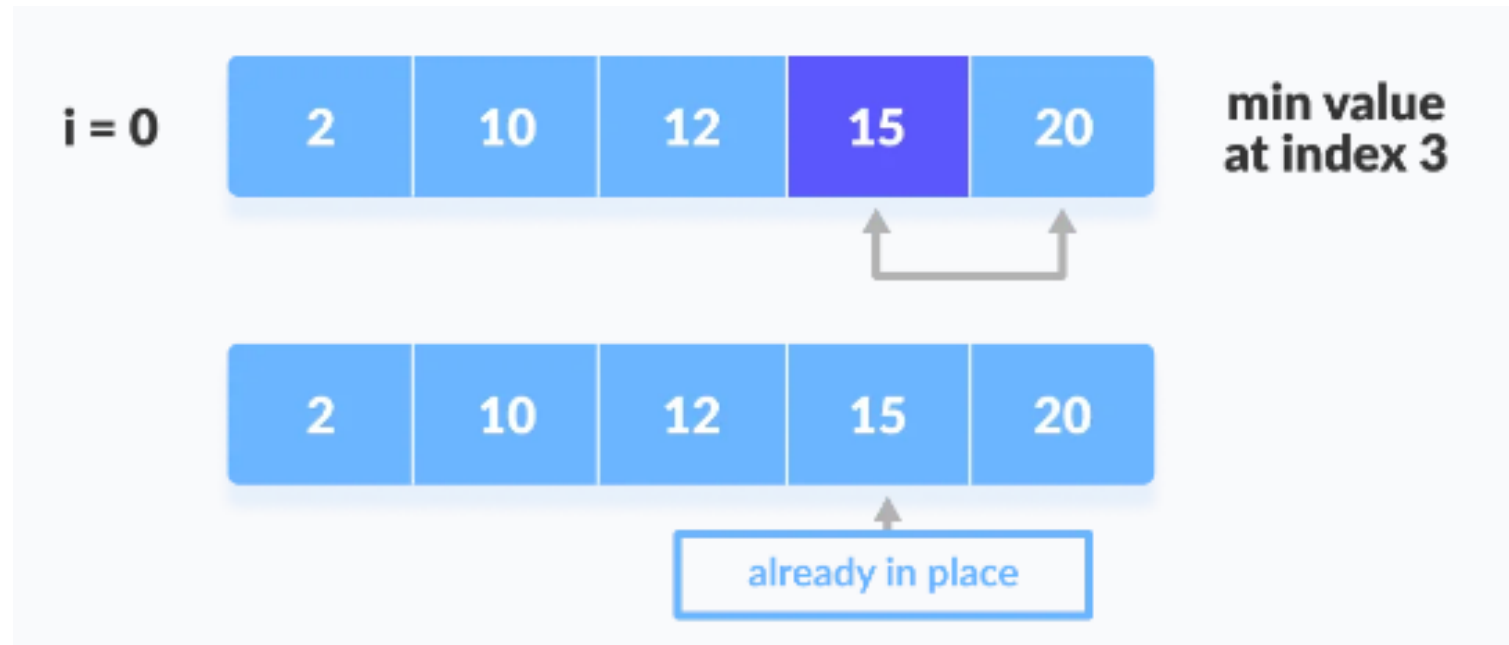 i = 0
2 10 12 15 20
min value
at index 3
2 10 12 15 20
already in place